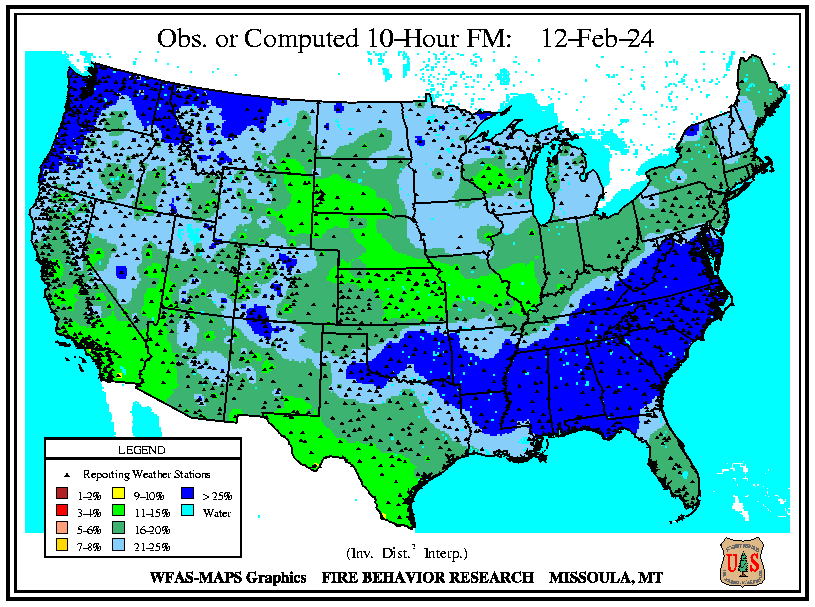 Obs. or Computed 10-Hour FM: 12-Feb-24
LEGEND
Reporting Weather Stations
1-2%
3-4%
5-6%
7-8%
9-10%
11-15%
16-20%
21-25%
> 25%
Water
(Inv. Dist.² Interp.)
WFAS-MAPS Graphics FIRE BEHAVIOR RESEARCH MISSOULA, MT
U S